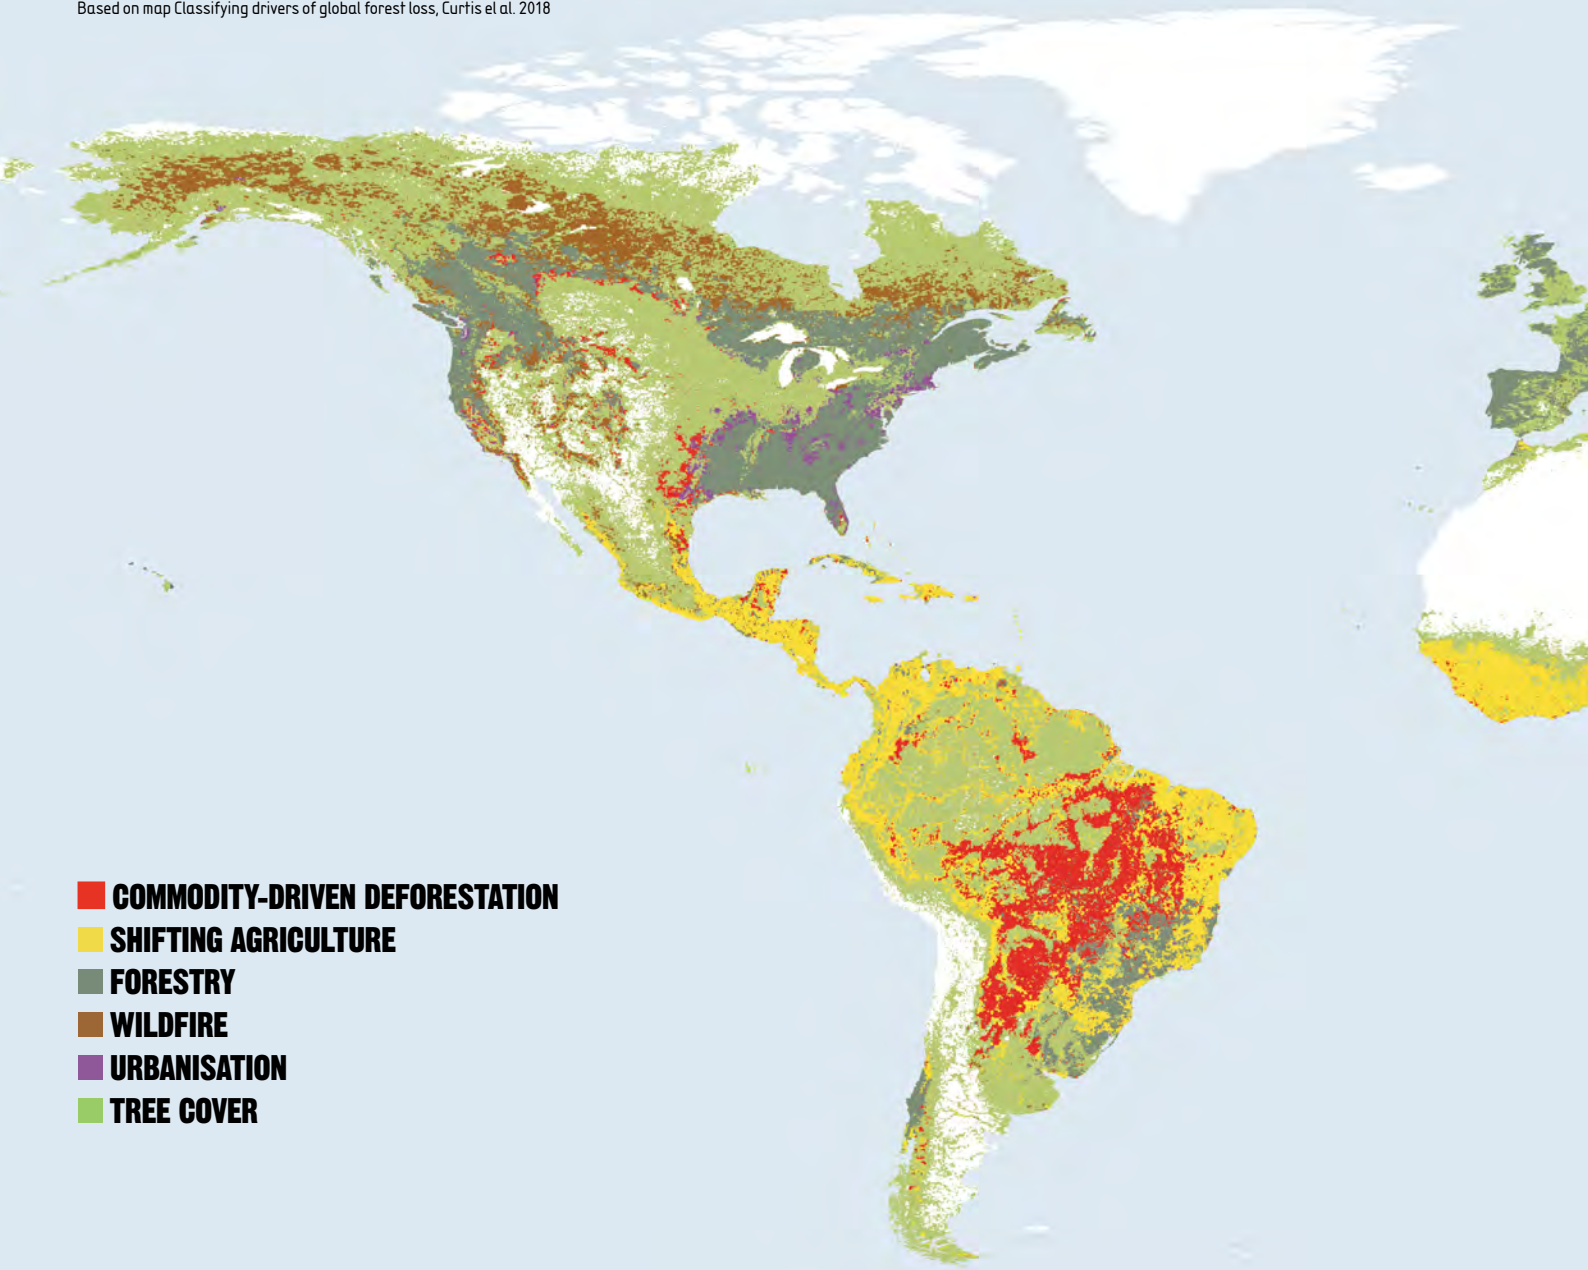 Based on map Classifying drivers of global forest loss, Curtis el al. 2018
COMMODITY-DRIVEN DEFORESTATION
SHIFTING AGRICULTURE
FORESTRY
WILDFIRE
URBANISATION
TREE COVER